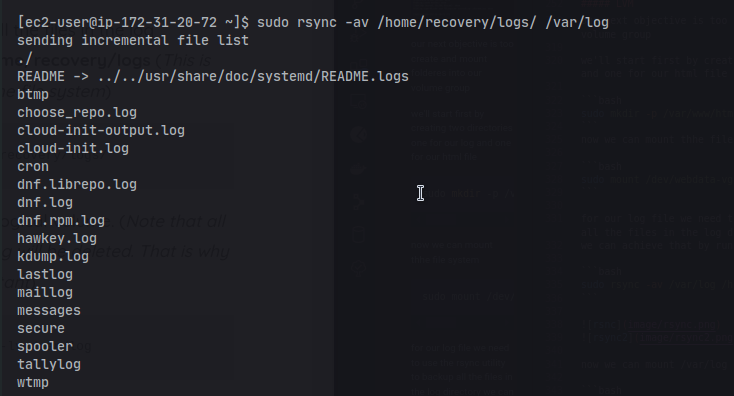 [ec2-user@ip-172-31-20-72 ~]$ sudo rsync -av /home/recovery/logs/ /var/log
sending incremental file list
./
README -> ../../usr/share/doc/systemd/README.logs
btmp
choose_repo.log
cloud-init-output.log
cloud-init.log
cron
dnf.librepo.log
dnf.log
dnf.rpm.log
hawkey.log
kdump.log
lastlog
maillog
messages
secure
spooler
tallylog
wtmp